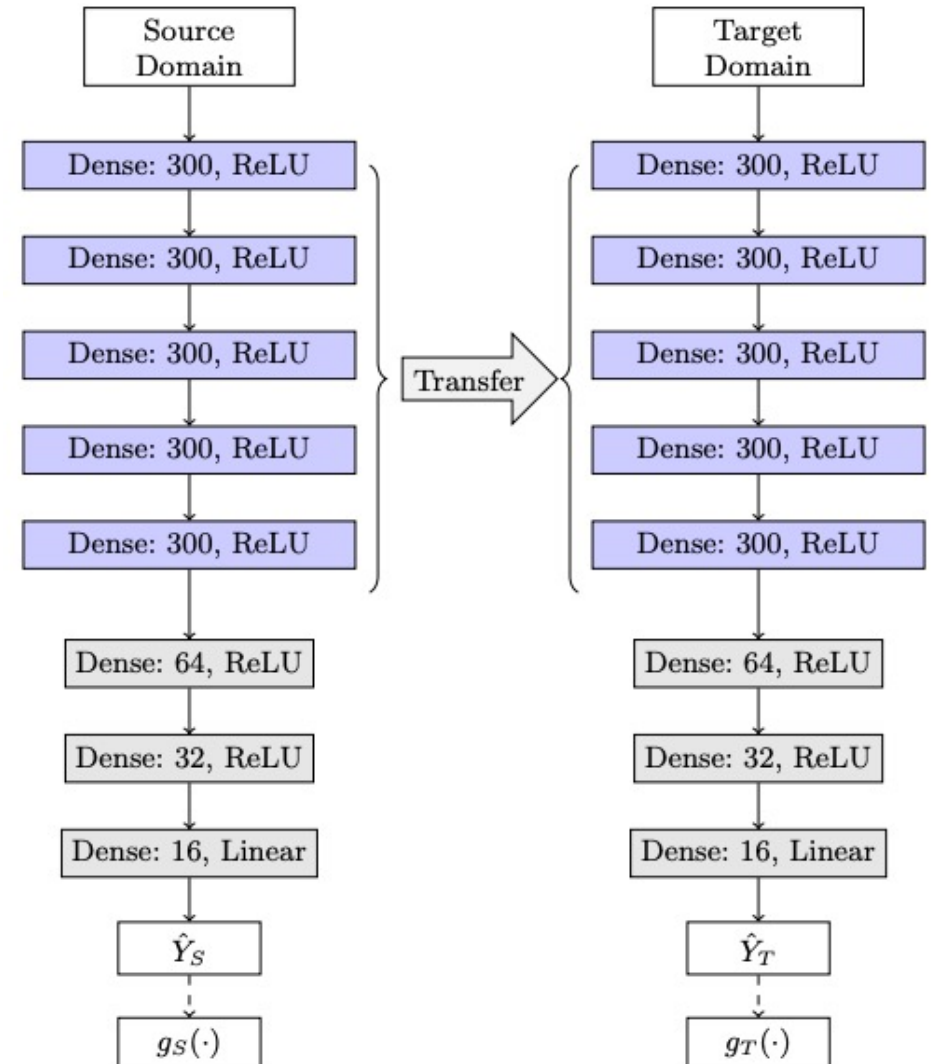 Source
Domain
Dense: 300, ReLU
Dense: 300, ReLU
Dense: 300, ReLU
Dense: 300, ReLU
Dense: 300, ReLU
Dense: 64, ReLU
Dense: 32, ReLU
Dense: 16, Linear
Ŷ_S
g_S(·)
Transfer
Target
Domain
Dense: 300, ReLU
Dense: 300, ReLU
Dense: 300, ReLU
Dense: 300, ReLU
Dense: 300, ReLU
Dense: 64, ReLU
Dense: 32, ReLU
Dense: 16, Linear
Ŷ_T
g_T(·)